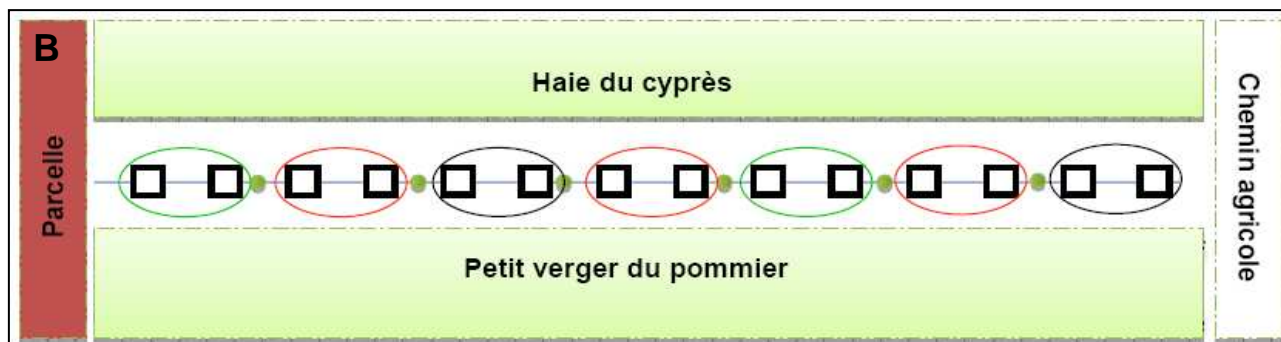 B
Parcelle
Haie du cyprès
Petit verger du pommier
Chemin agricole